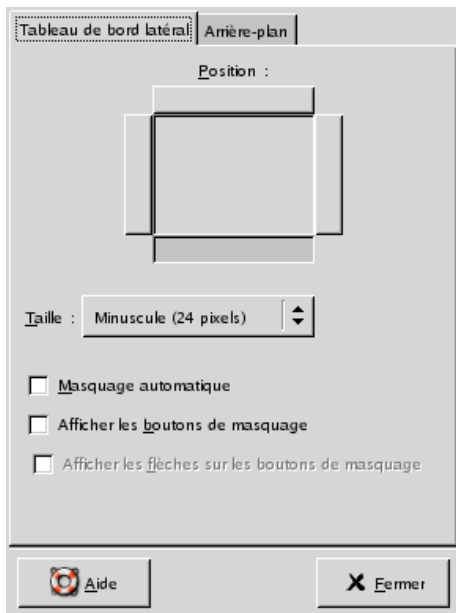 Tableau de bord latéral Arrière-plan
Position :
Taille : Minuscule (24 pixels)
Masquage automatique
Afficher les boutons de masquage
Afficher les flèches sur les boutons de masquage
Aide Fermer